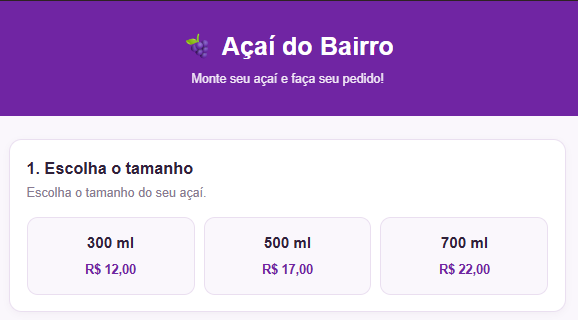 Açaí do Bairro
Monte seu açaí e faça seu pedido!
1. Escolha o tamanho
Escolha o tamanho do seu açaí.
300 ml
R$ 12,00
500 ml
R$ 17,00
700 ml
R$ 22,00